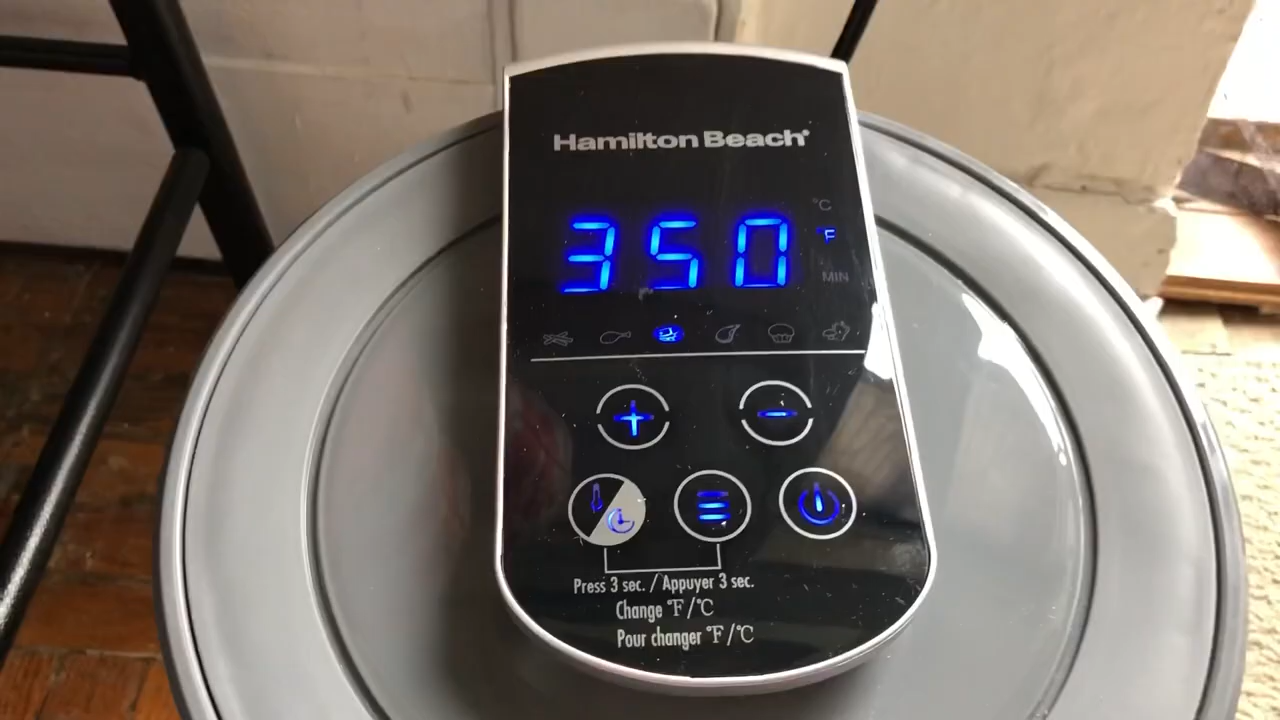 Hamilton Beach
°C
350
°F
MIN
Press 3 sec. / Appuyer 3 sec.
Change °F/°C
Pour changer °F/°C